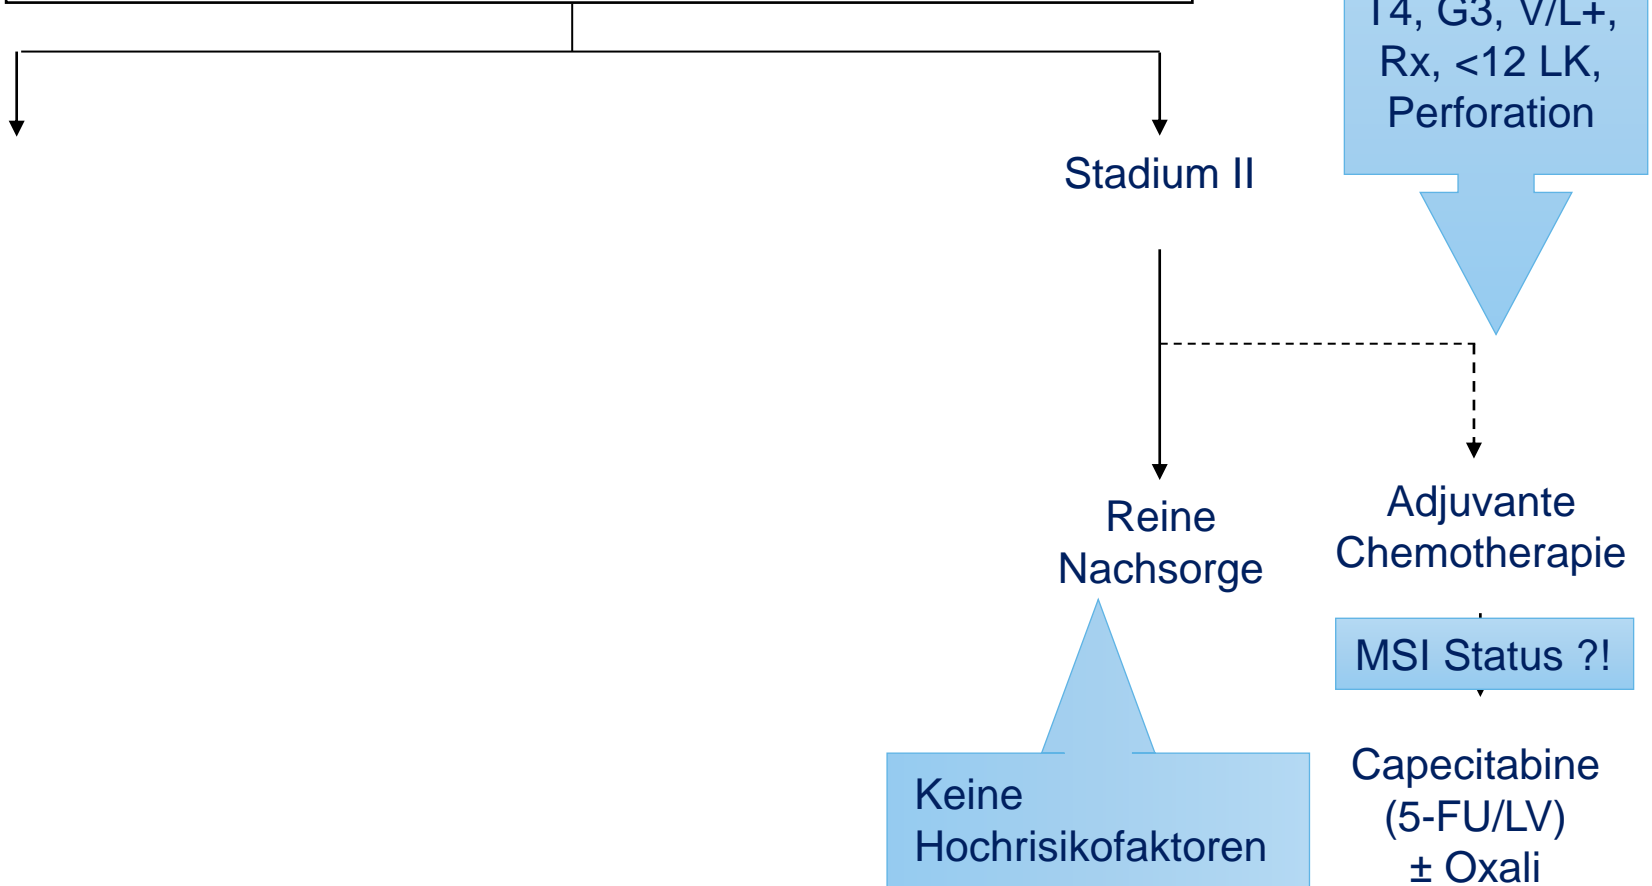 T4, G3, V/L+,
Rx, <12 LK,
Perforation
Stadium II
Reine
Nachsorge
Adjuvante
Chemotherapie
MSI Status ?!
Keine
Hochrisikofaktoren
Capecitabine
(5-FU/LV)
± Oxali